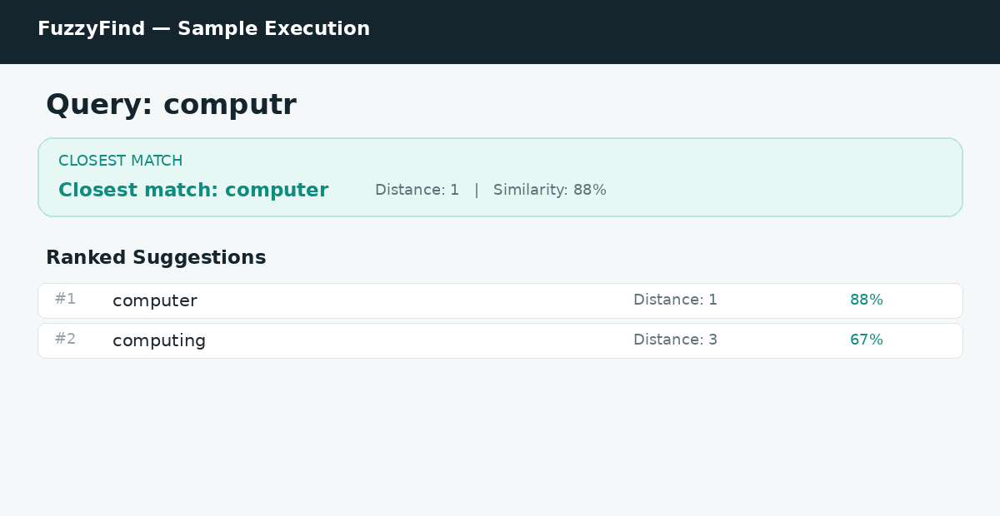 FuzzyFind — Sample Execution
Query: computr
CLOSEST MATCH
Closest match: computer Distance: 1 | Similarity: 88%
Ranked Suggestions
#1 computer Distance: 1 88%
#2 computing Distance: 3 67%